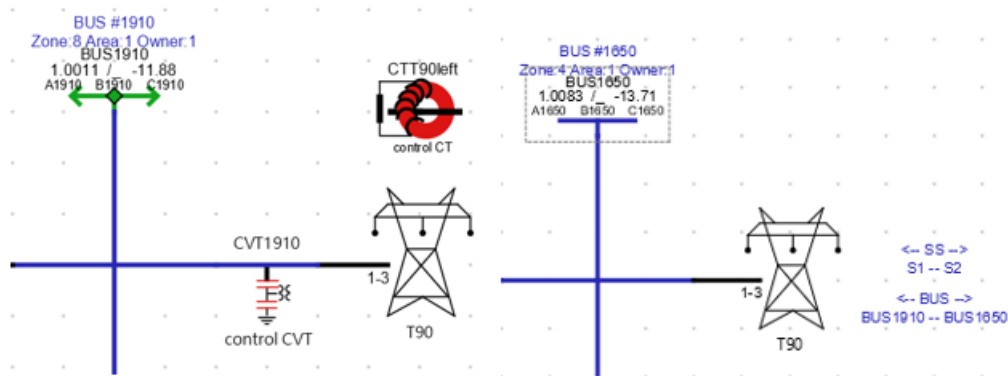 BUS #1910
Zone:8 Area:1 Owner:1
BUS1910
1.0011 /_ -11.88
A1910 B1910 C1910
CTT90left
control CT
CVT1910
1-3
control CVT
T90
BUS #1650
Zone:4 Area:1 Owner:1
BUS1650
1.0083 /_ -13.71
A1650 B1650 C1650
1-3
T90
<-- SS -->
S1 -- S2
<-- BUS -->
BUS1910 -- BUS1650